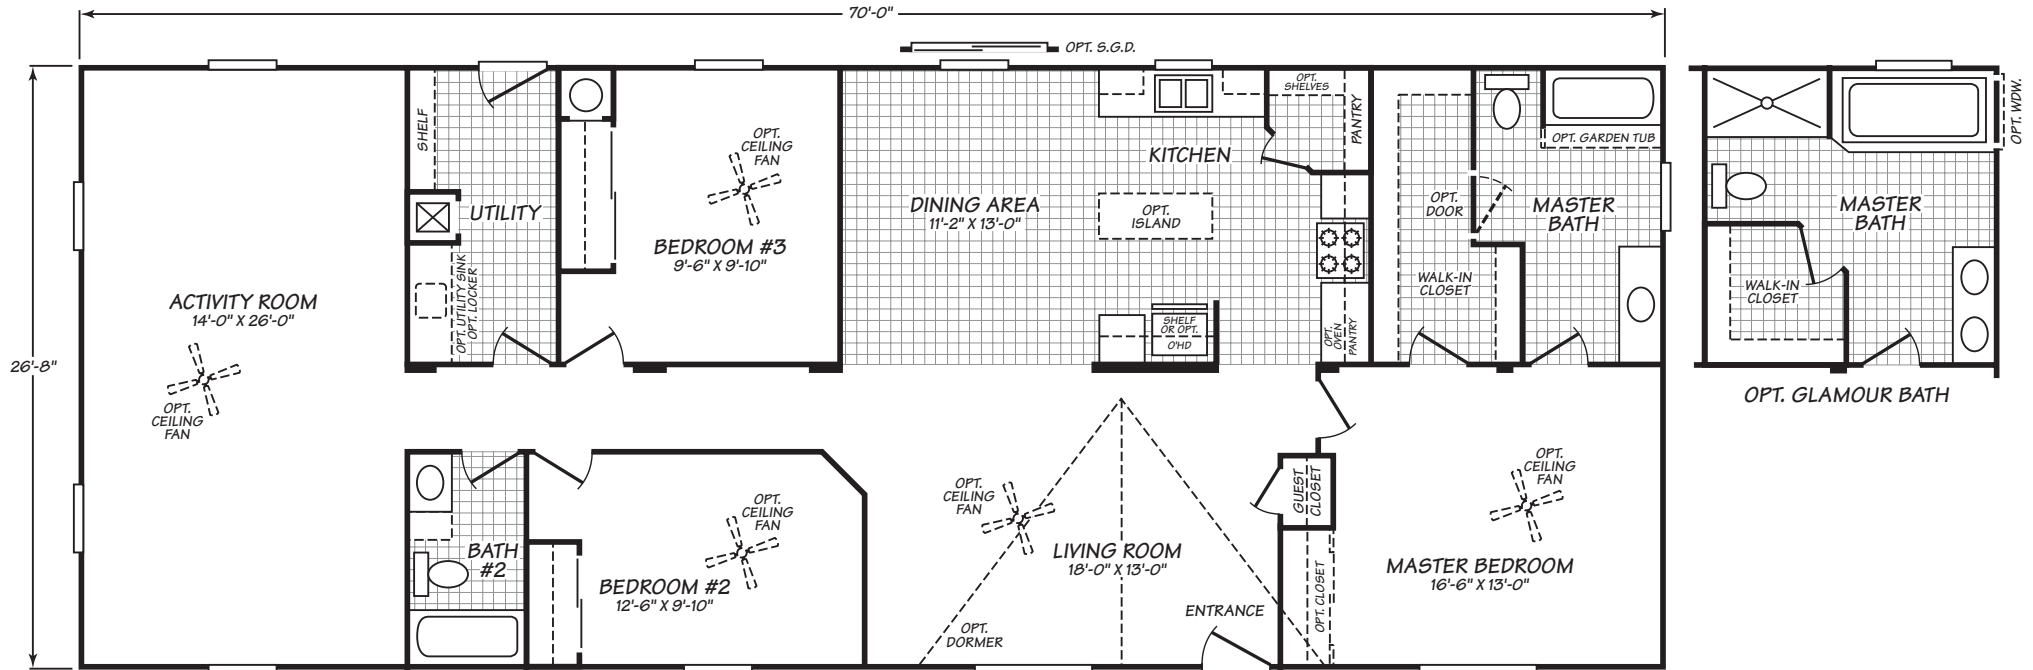 70'-0"
OPT. S.G.D.
26'-8"
ACTIVITY ROOM
14'-0" X 26'-0"
OPT.
CEILING
FAN
SHELF
UTILITY
OPT. UTILITY SINK
OPT. LOCKER
OPT.
CEILING
FAN
BEDROOM #3
9'-6" X 9'-10"
DINING AREA
11'-2" X 13'-0"
KITCHEN
OPT.
ISLAND
OPT.
SHELVES
PANTRY
SHELF
OR OPT.
O'HD
OPT.
OVEN
PANTRY
OPT.
DOOR
WALK-IN
CLOSET
OPT. GARDEN TUB
MASTER
BATH
OPT. WDW.
MASTER
BATH
WALK-IN
CLOSET
OPT. GLAMOUR BATH
BATH
#2
OPT.
CEILING
FAN
BEDROOM #2
12'-6" X 9'-10"
OPT.
CEILING
FAN
LIVING ROOM
18'-0" X 13'-0"
OPT.
DORMER
ENTRANCE
GUEST
CLOSET
OPT. CLOSET
OPT.
CEILING
FAN
MASTER BEDROOM
16'-6" X 13'-0"